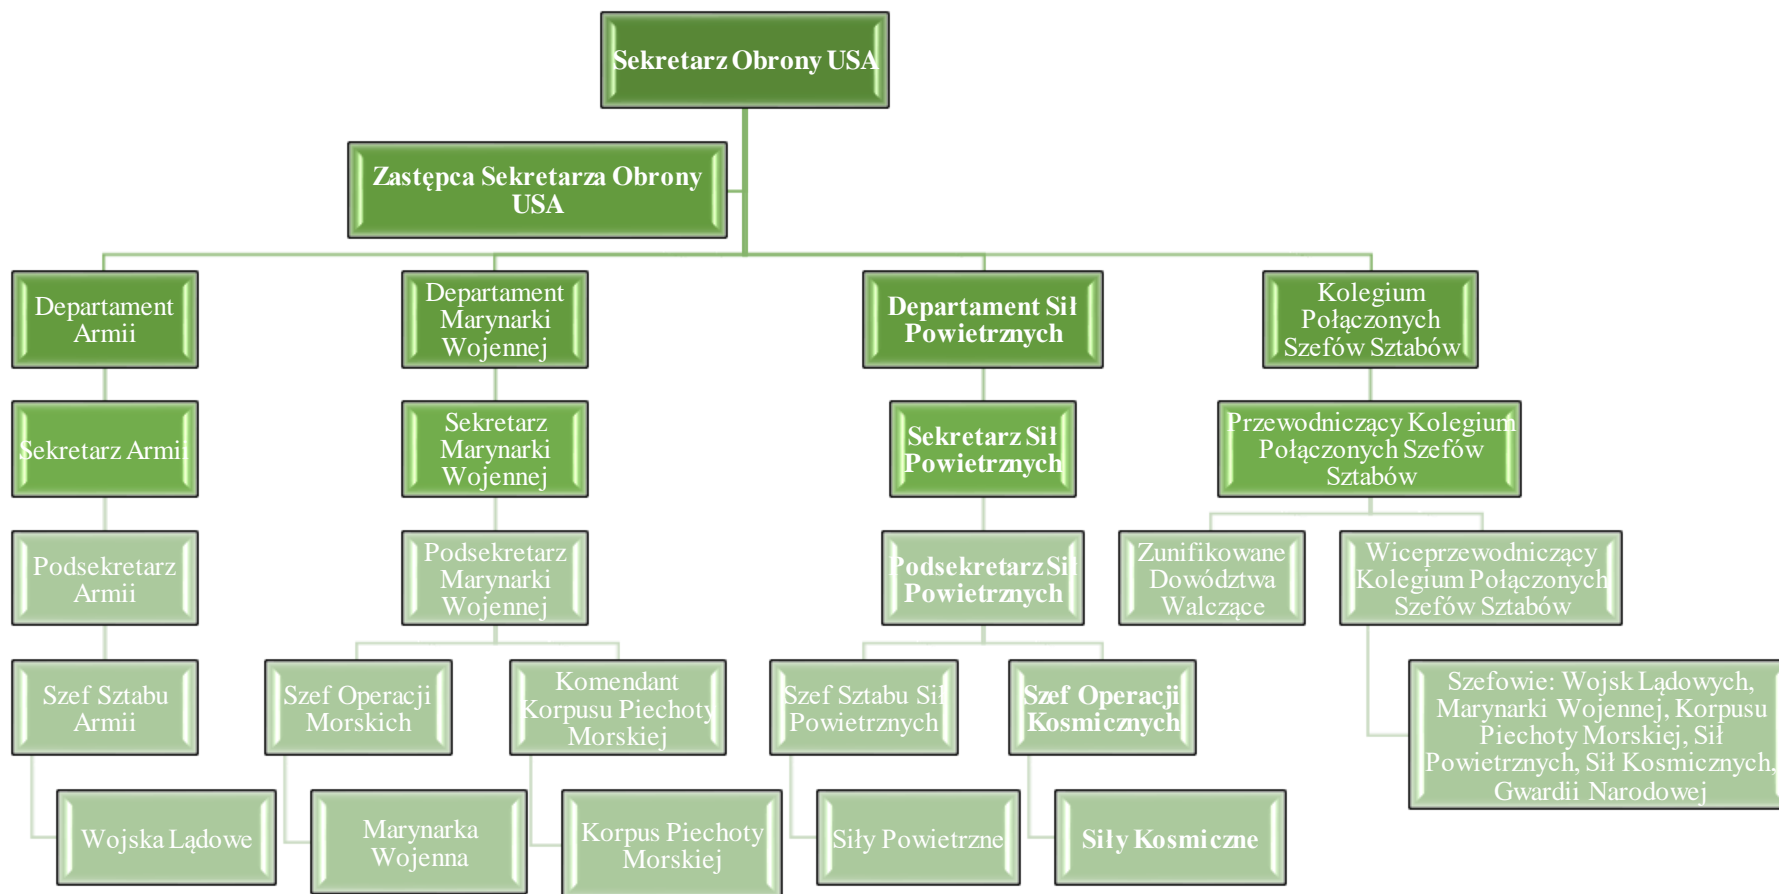 Sekretarz Obrony USA
Zastępca Sekretarza Obrony
USA
Departament
Armii
Departament
Marynarki
Wojennej
Departament Sił
Powietrznych
Kolegium
Połączonych
Szefów Sztabów
Sekretarz Armii
Sekretarz
Marynarki
Wojennej
Sekretarz Sił
Powietrznych
Przewodniczący Kolegium
Połączonych Szefów
Sztabów
Podsekretarz
Armii
Podsekretarz
Marynarki
Wojennej
Podsekretarz Sił
Powietrznych
Zunifikowane
Dowództwa
Walczące
Wiceprzewodniczący
Kolegium Połączonych
Szefów Sztabów
Szef Sztabu
Armii
Szef Operacji
Morskich
Komendant
Korpusu Piechoty
Morskiej
Szef Sztabu Sił
Powietrznych
Szef Operacji
Kosmicznych
Szefowie: Wojsk Lądowych,
Marynarki Wojennej, Korpusu
Piechoty Morskiej, Sił
Powietrznych, Sił Kosmicznych,
Gwardii Narodowej
Wojska Lądowe
Marynarka
Wojenna
Korpus Piechoty
Morskiej
Siły Powietrzne
Siły Kosmiczne